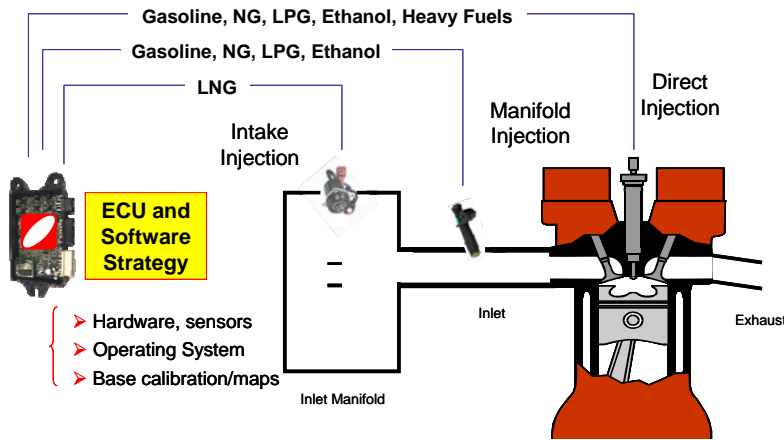 Gasoline, NG, LPG, Ethanol, Heavy Fuels
Gasoline, NG, LPG, Ethanol
LNG
Direct
Injection
Manifold
Injection
Intake
Injection
ECU and
Software
Strategy
Hardware, sensors
Operating System
Base calibration/maps
Inlet
Exhaust
Inlet Manifold